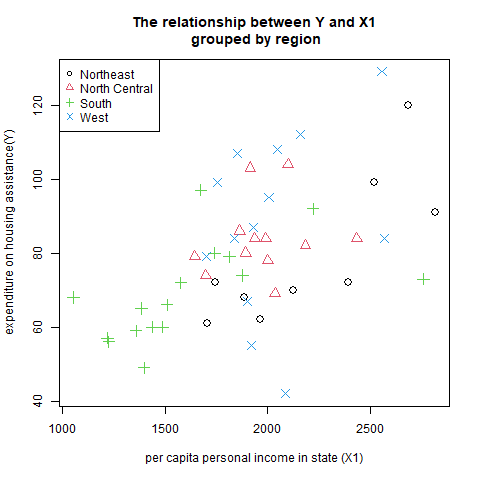 The relationship between Y and X1
grouped by region
Northeast
North Central
South
West
expenditure on housing assistance(Y)
120
100
80
60
40
1000 1500 2000 2500
per capita personal income in state (X1)